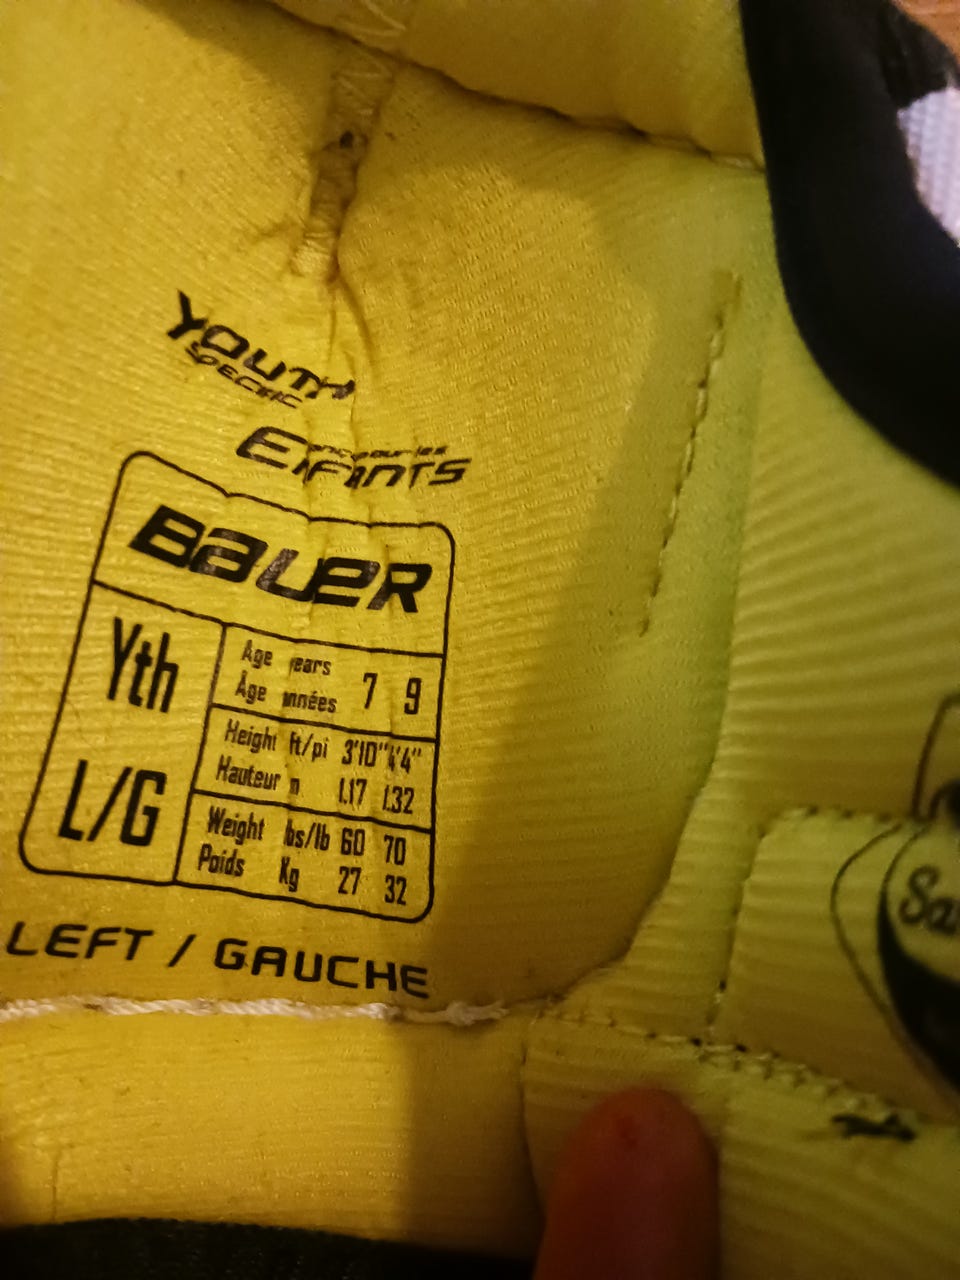 YOUTH
SPECIFIC
ENFANTS
BAUER
Yth
L/G
Age years 7 9
Âge années
Height ft/pi 3'10" 4'4"
Hauteur m 1.17 1.32
Weight lbs/lb 60 70
Poids Kg 27 32
LEFT / GAUCHE